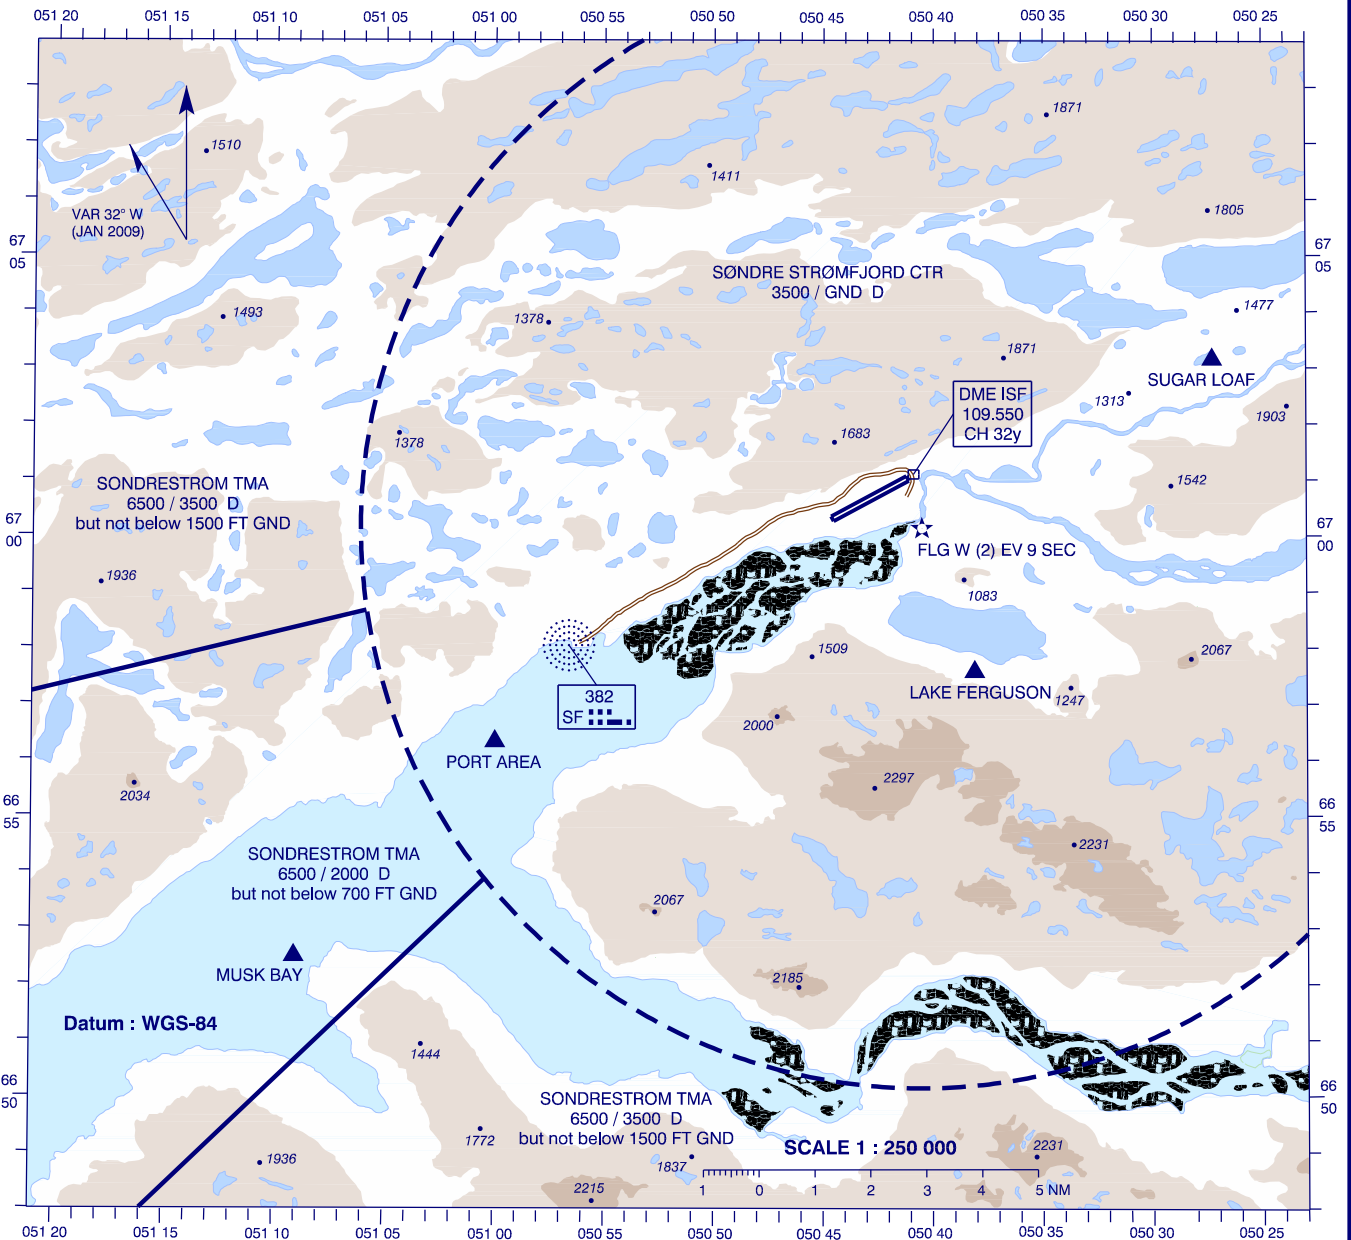 051 20 051 15 051 10 051 05 051 00 050 55 050 50 050 45 050 40 050 35 050 30 050 25
1871
1510
1411
VAR 32° W
(JAN 2009)
1805
67
05
67
05
SØNDRE STRØMFJORD CTR
3500 / GND D
1493
1378
1477
1871
SUGAR LOAF
DME ISF
109.550
CH 32y
1313
1903
1378
1683
SONDRESTROM TMA
6500 / 3500 D
but not below 1500 FT GND
1542
67
00
67
00
FLG W (2) EV 9 SEC
1936
1083
1509
2067
LAKE FERGUSON
1247
382
SF
2000
PORT AREA
2297
2034
66
55
66
55
2231
SONDRESTROM TMA
6500 / 2000 D
but not below 700 FT GND
2067
MUSK BAY
2185
Datum : WGS-84
1444
66
50
66
50
SONDRESTROM TMA
6500 / 3500 D
but not below 1500 FT GND
1772
SCALE 1 : 250 000
2231
1936
1837
2215
1 0 1 2 3 4 5 NM
051 20 051 15 051 10 051 05 051 00 050 55 050 50 050 45 050 40 050 35 050 30 050 25